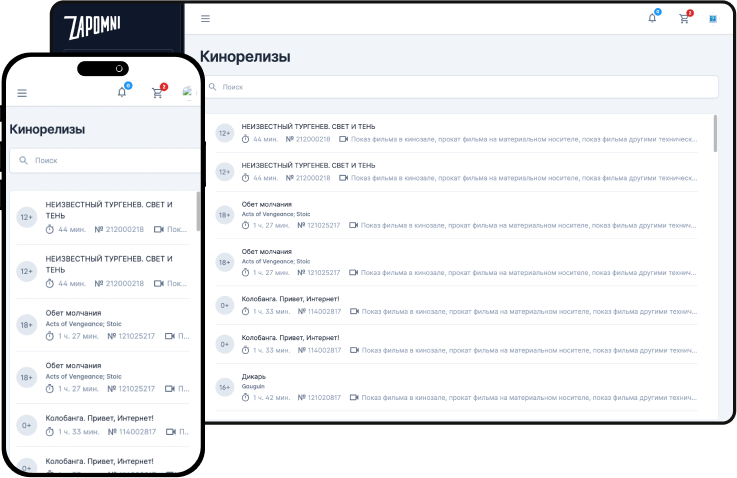 ZAPOMNI
0
2
Кинорелизы
Поиск
12+
НЕИЗВЕСТНЫЙ ТУРГЕНЕВ. СВЕТ И ТЕНЬ
44 мин. № 212000218 Показ фильма в кинозале, прокат фильма на материальном носителе, показ фильма другими техническ...
12+
НЕИЗВЕСТНЫЙ ТУРГЕНЕВ. СВЕТ И ТЕНЬ
44 мин. № 212000218 Показ фильма в кинозале, прокат фильма на материальном носителе, показ фильма другими техническ...
18+
Обет молчания
Acts of Vengeance; Stoic
1 ч. 27 мин. № 121025217 Показ фильма в кинозале, прокат фильма на материальном носителе, показ фильма другими технич...
18+
Обет молчания
Acts of Vengeance; Stoic
1 ч. 27 мин. № 121025217 Показ фильма в кинозале, прокат фильма на материальном носителе, показ фильма другими технич...
0+
Колобанга. Привет, Интернет!
1 ч. 33 мин. № 114002817 Показ фильма в кинозале, прокат фильма на материальном носителе, показ фильма другими технич...
0+
Колобанга. Привет, Интернет!
1 ч. 33 мин. № 114002817 Показ фильма в кинозале, прокат фильма на материальном носителе, показ фильма другими технич...
16+
Дикарь
Gauguin
1 ч. 42 мин. № 121020817 Показ фильма в кинозале, прокат фильма на материальном носителе, показ фильма другими технич...
0
2
Кинорелизы
Поиск
12+
НЕИЗВЕСТНЫЙ ТУРГЕНЕВ. СВЕТ И
ТЕНЬ
44 мин. № 212000218 Пок...
12+
НЕИЗВЕСТНЫЙ ТУРГЕНЕВ. СВЕТ И
ТЕНЬ
44 мин. № 212000218 Пок...
18+
Обет молчания
Acts of Vengeance; Stoic
1 ч. 27 мин. № 121025217 П...
18+
Обет молчания
Acts of Vengeance; Stoic
1 ч. 27 мин. № 121025217 П...
0+
Колобанга. Привет, Интернет!
1 ч. 33 мин. № 114002817 П...
0+
Колобанга. Привет, Интернет!